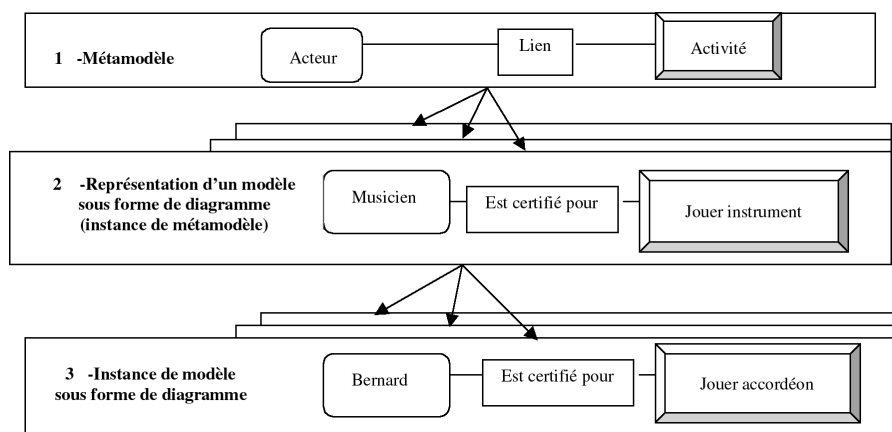 1 -Métamodèle
Acteur
Lien
Activité
2 -Représentation d'un modèle
sous forme de diagramme
(instance de métamodèle)
Musicien
Est certifié pour
Jouer instrument
3 -Instance de modèle
sous forme de diagramme
Bernard
Est certifié pour
Jouer accordéon